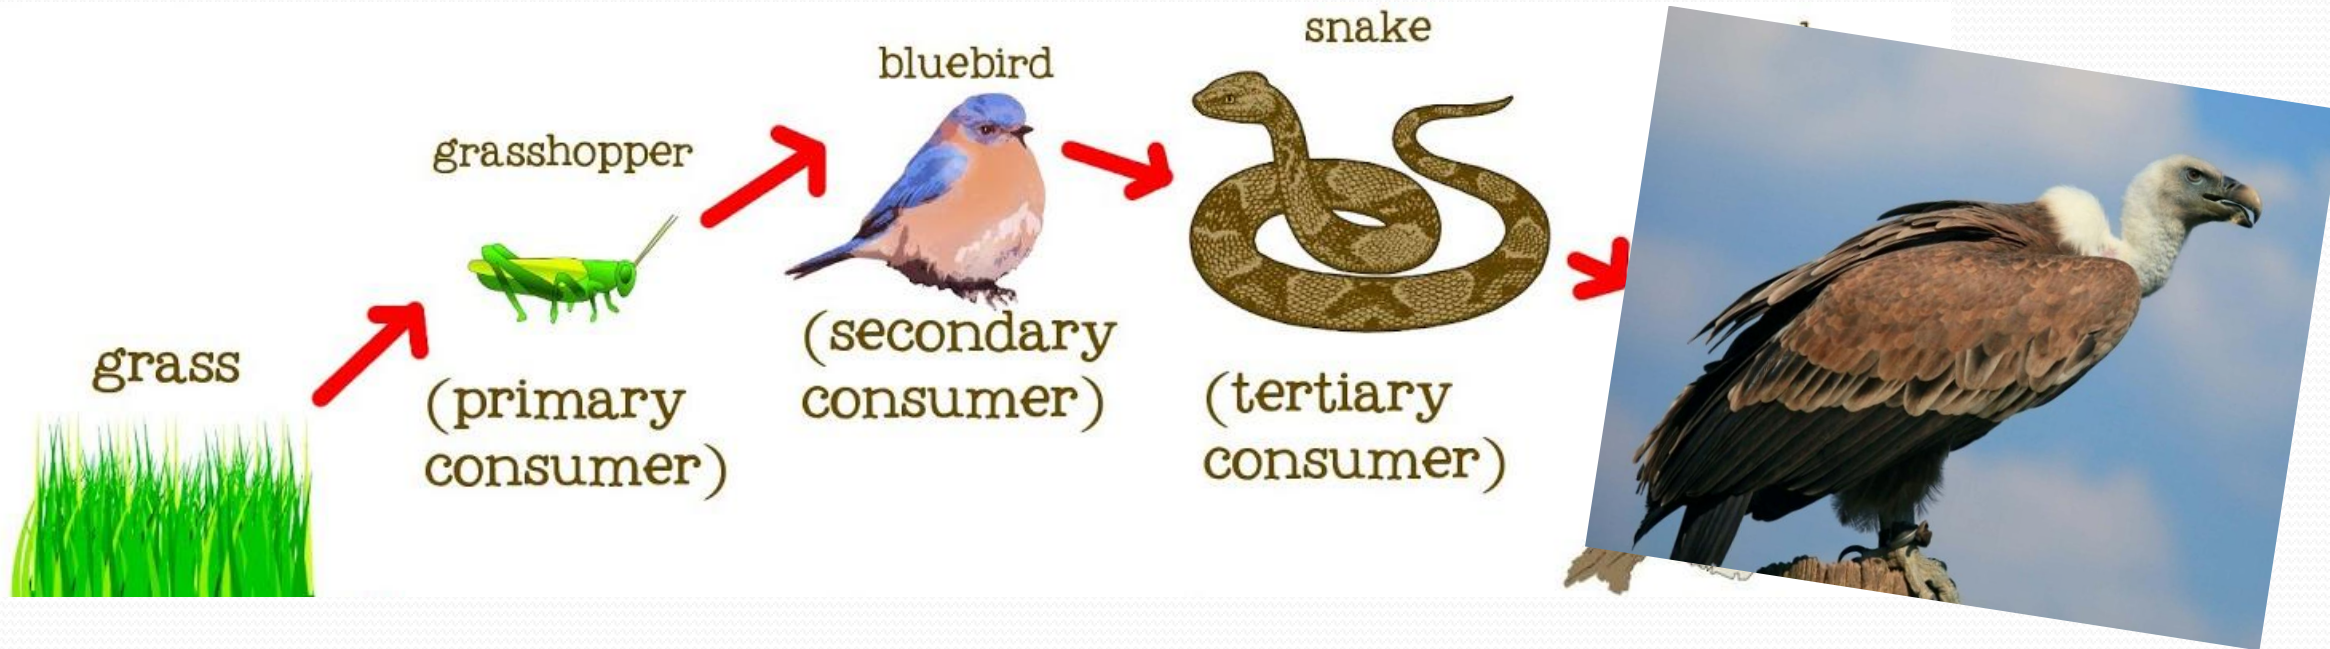 grass
grasshopper
(primary
consumer)
bluebird
(secondary
consumer)
snake
(tertiary
consumer)